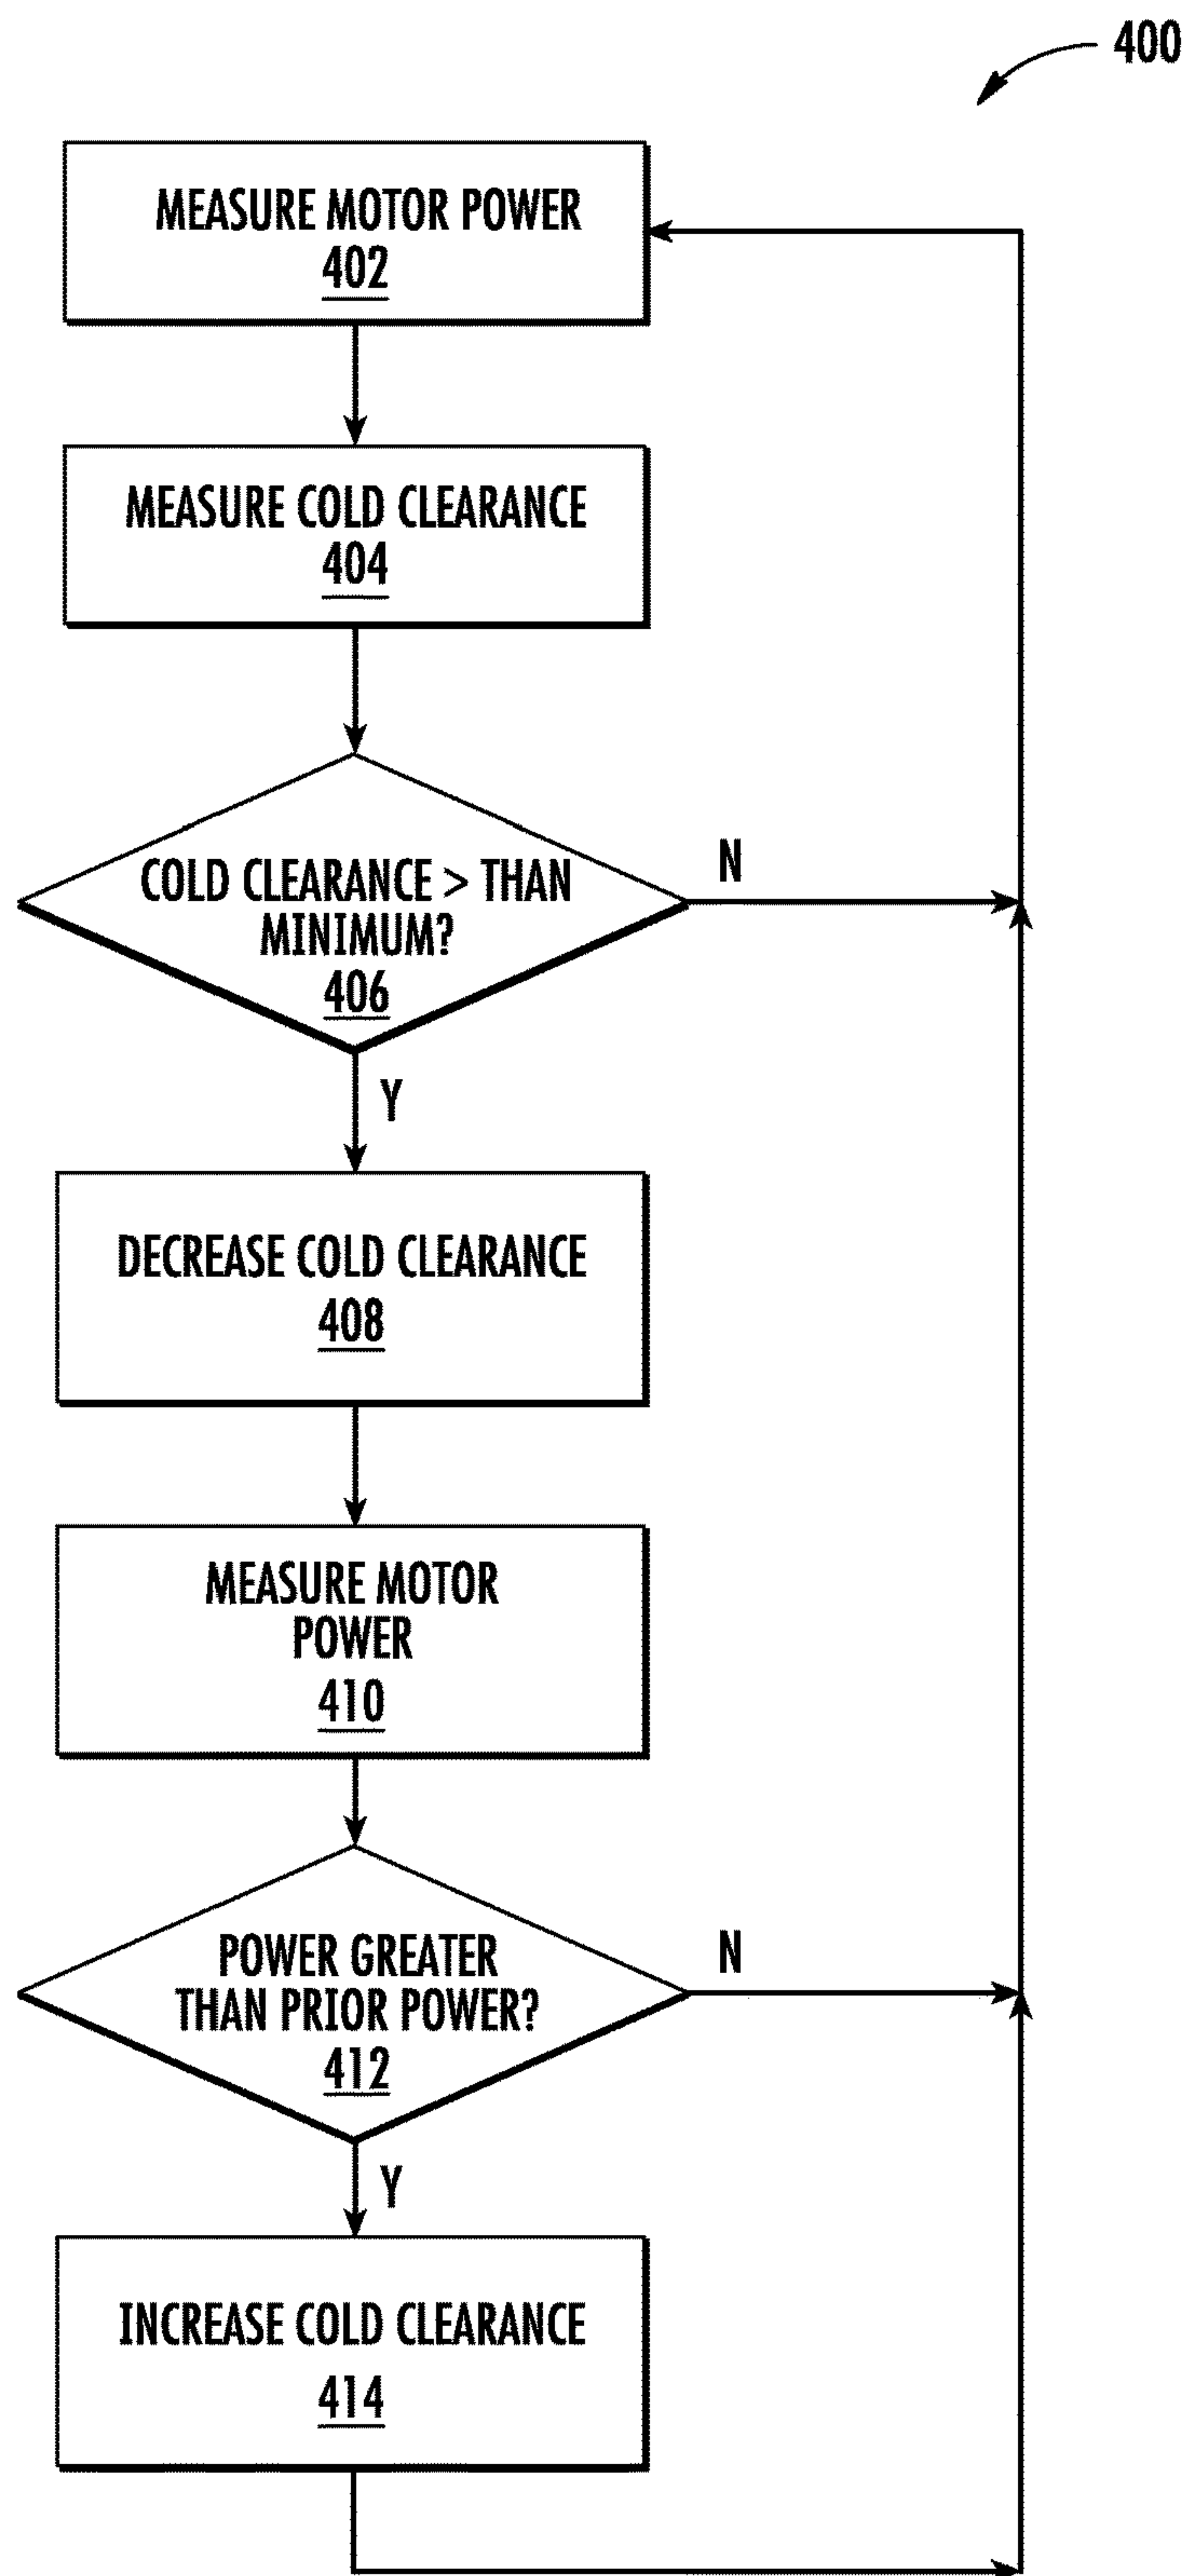 400
MEASURE MOTOR POWER
402
MEASURE COLD CLEARANCE
404
COLD CLEARANCE > THAN
MINIMUM?
406
N
Y
DECREASE COLD CLEARANCE
408
MEASURE MOTOR
POWER
410
POWER GREATER
THAN PRIOR POWER?
412
N
Y
INCREASE COLD CLEARANCE
414